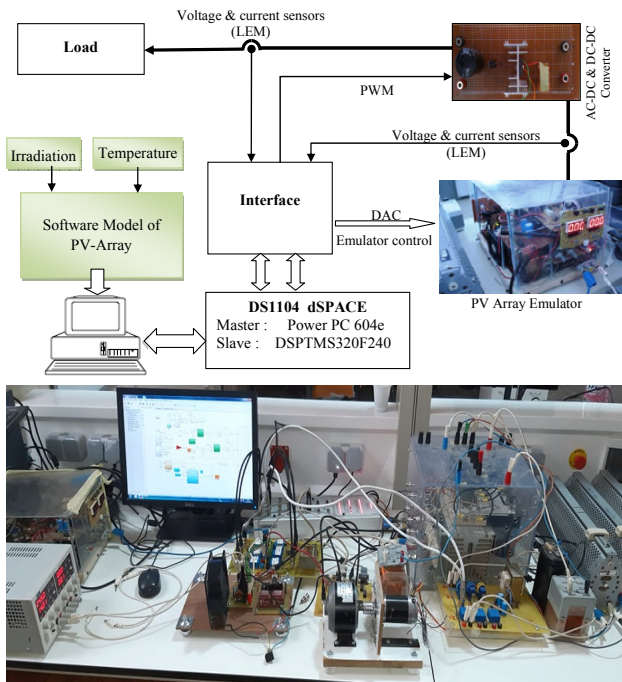 Voltage & current sensors
(LEM)
Load
PWM
AC-DC & DC-DC
Converter
Voltage & current sensors
(LEM)
Irradiation
Temperature
Interface
Software Model of
PV-Array
DAC
Emulator control
PV Array Emulator
DS1104 dSPACE
Master : Power PC 604e
Slave : DSPTMS320F240